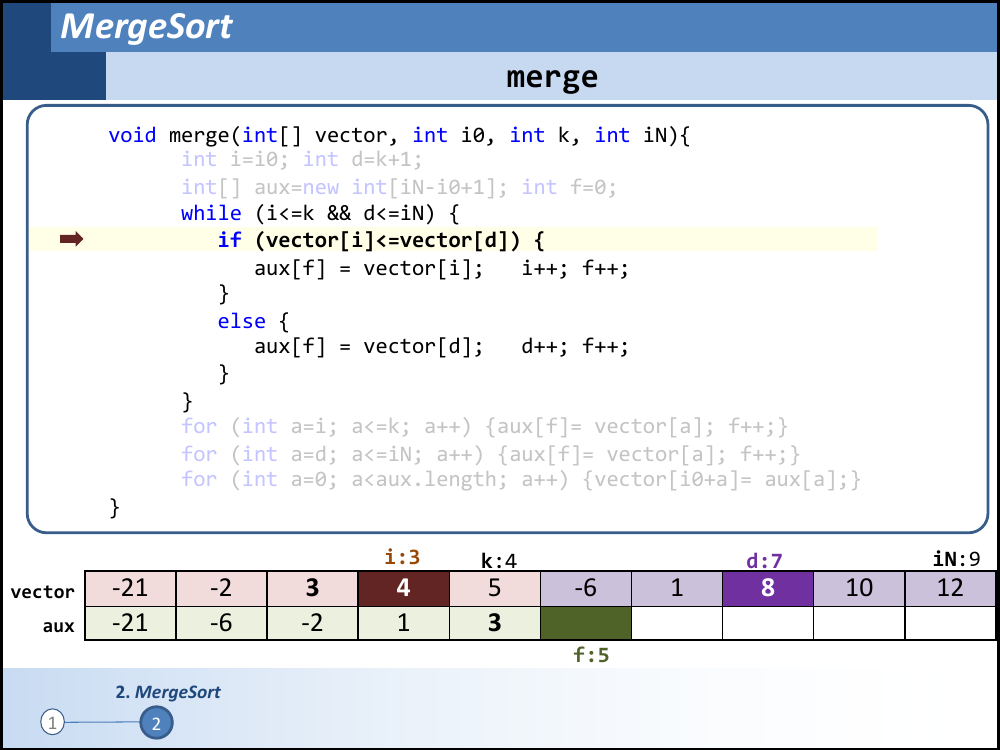 MergeSort
merge
void merge(int[] vector, int i0, int k, int iN){
int i=i0; int d=k+1;
int[] aux=new int[iN-i0+1]; int f=0;
while (i<=k && d<=iN) {
if (vector[i]<=vector[d]) {
aux[f] = vector[i]; i++; f++;
}
else {
aux[f] = vector[d]; d++; f++;
}
}
for (int a=i; a<=k; a++) {aux[f]= vector[a]; f++;}
for (int a=d; a<=iN; a++) {aux[f]= vector[a]; f++;}
for (int a=0; a<aux.length; a++) {vector[i0+a]= aux[a];}
}
i:3 k:4 d:7 iN:9
vector -21 -2 3 4 5 -6 1 8 10 12
aux -21 -6 -2 1 3
f:5
2. MergeSort
1 2